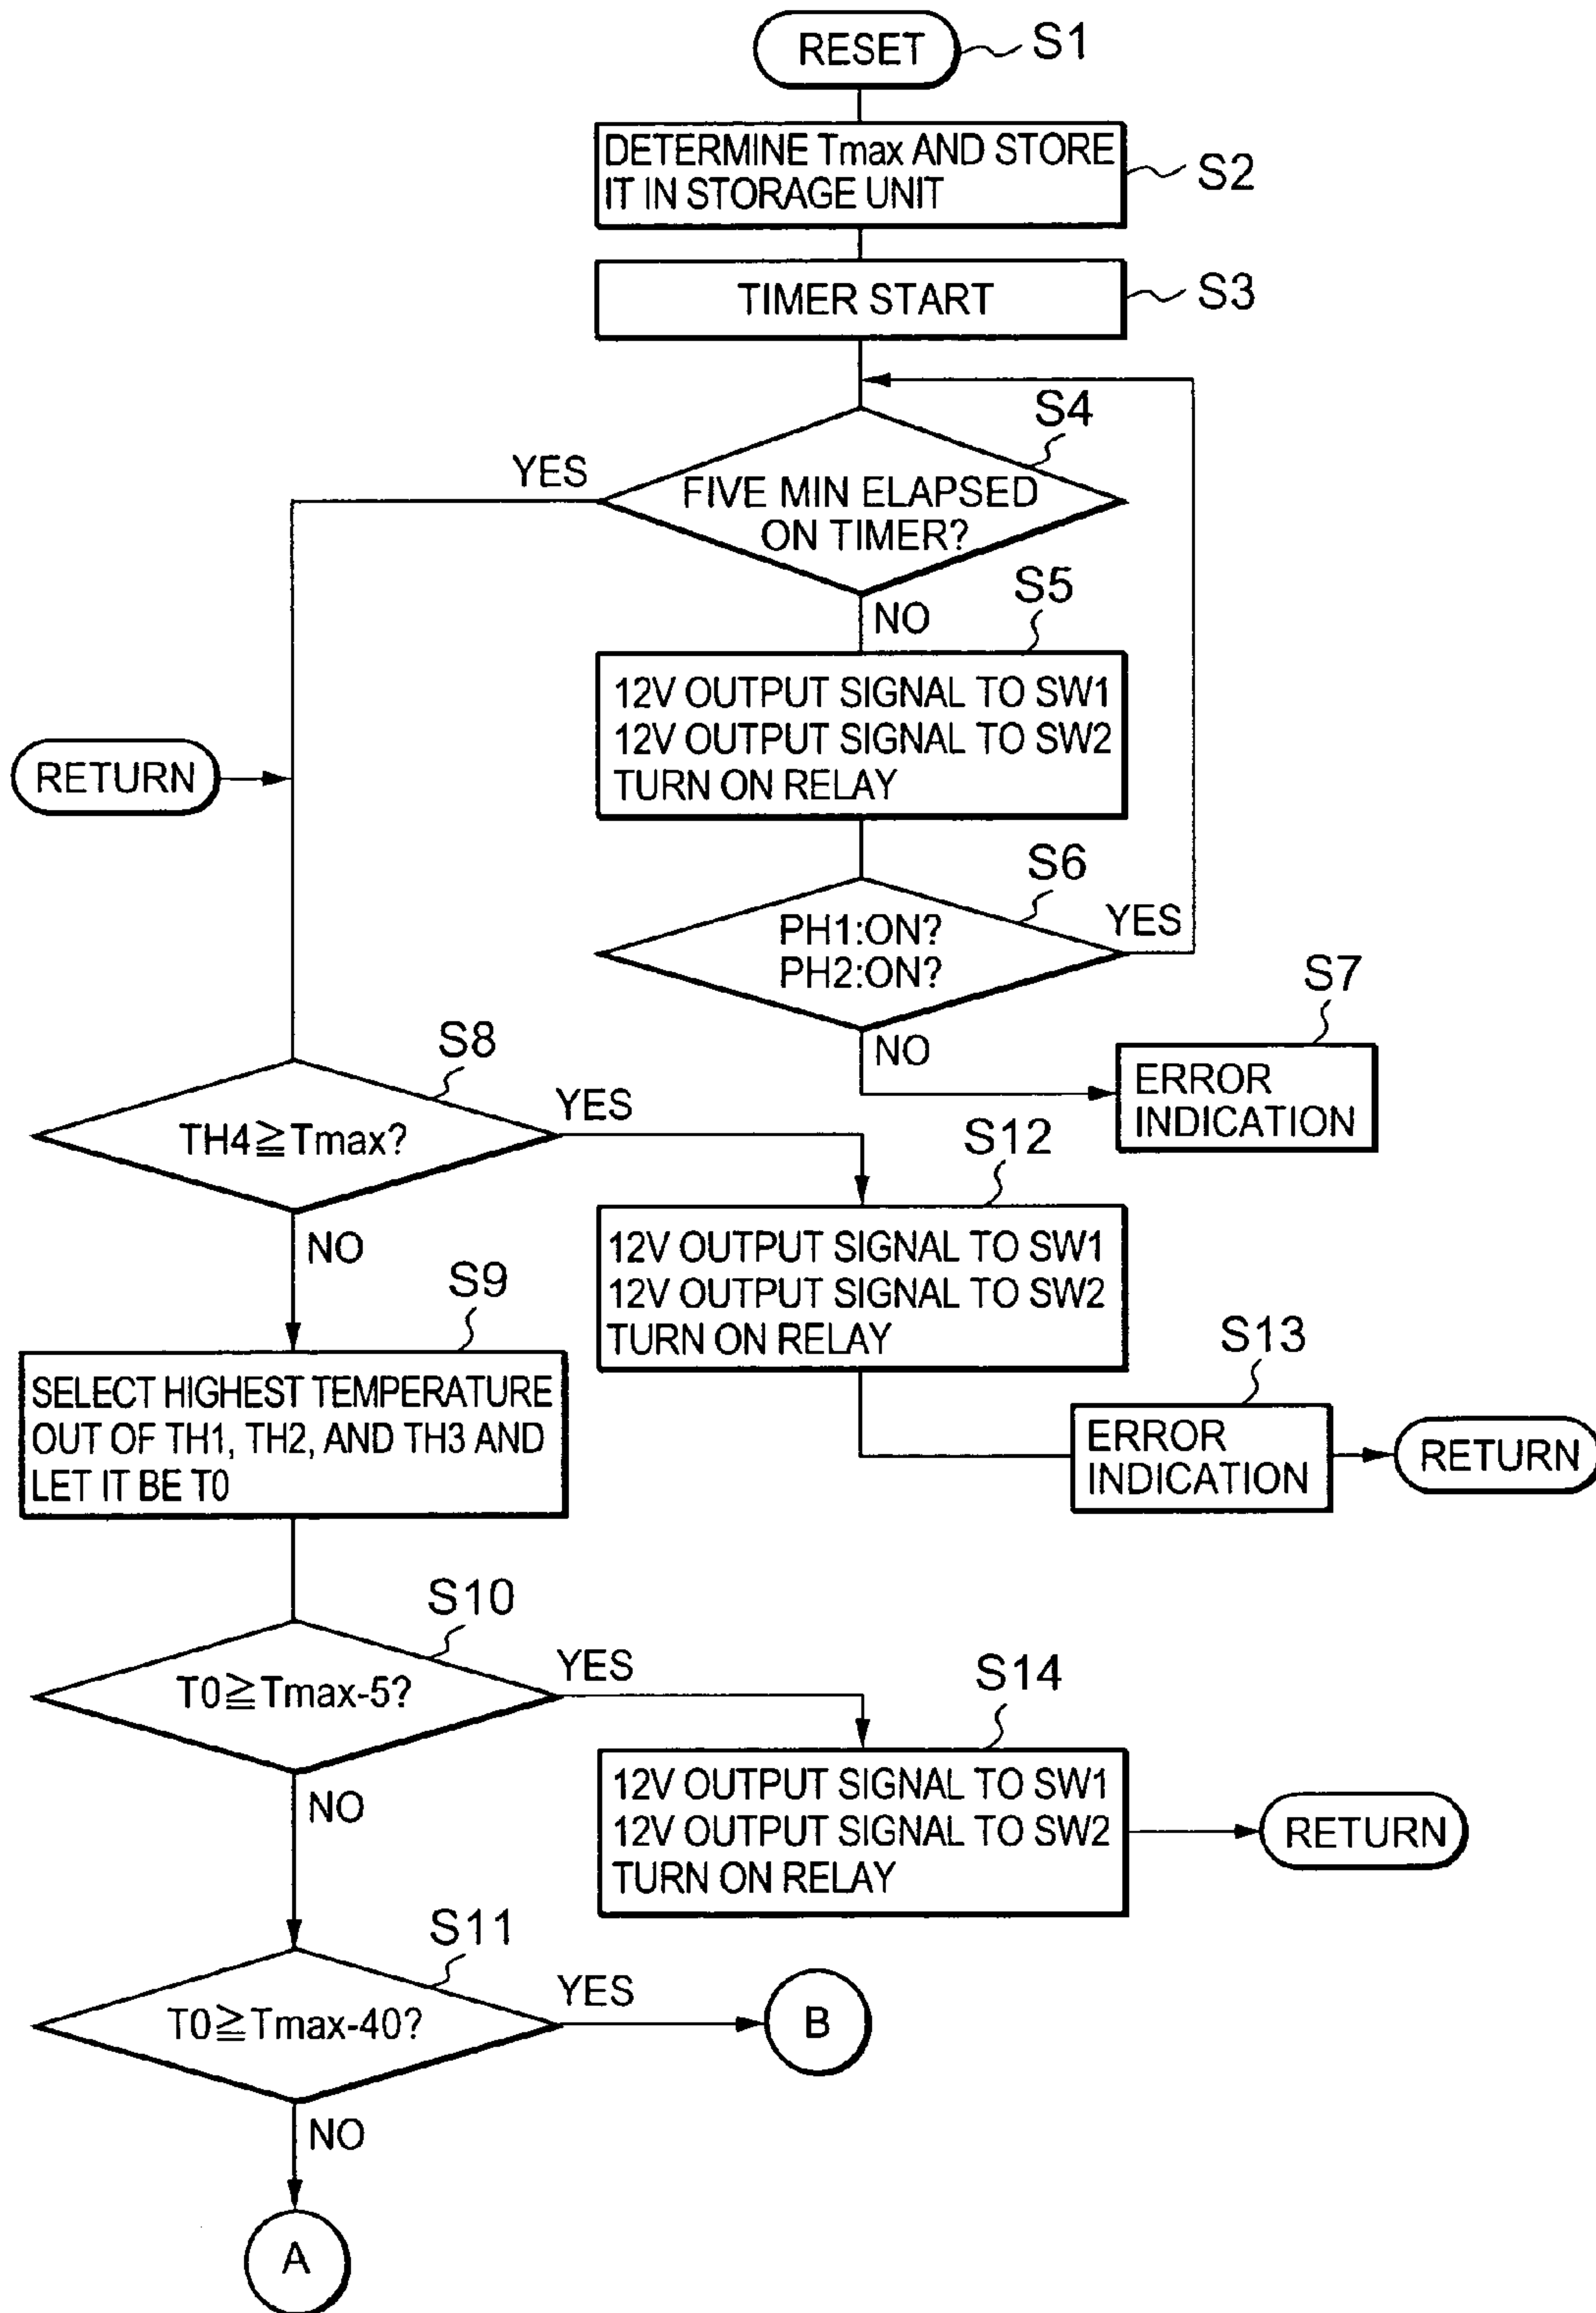 RESET
S1
DETERMINE Tmax AND STORE
IT IN STORAGE UNIT
S2
TIMER START
S3
S4
YES
FIVE MIN ELAPSED
ON TIMER?
NO
S5
12V OUTPUT SIGNAL TO SW1
12V OUTPUT SIGNAL TO SW2
TURN ON RELAY
RETURN
S6
PH1:ON?
PH2:ON?
YES
NO
S7
ERROR
INDICATION
S8
TH4≧Tmax?
YES
NO
S12
12V OUTPUT SIGNAL TO SW1
12V OUTPUT SIGNAL TO SW2
TURN ON RELAY
S13
ERROR
INDICATION
RETURN
S9
SELECT HIGHEST TEMPERATURE
OUT OF TH1, TH2, AND TH3 AND
LET IT BE T0
S10
T0≧Tmax-5?
YES
NO
S14
12V OUTPUT SIGNAL TO SW1
12V OUTPUT SIGNAL TO SW2
TURN ON RELAY
RETURN
S11
T0≧Tmax-40?
YES
B
NO
A